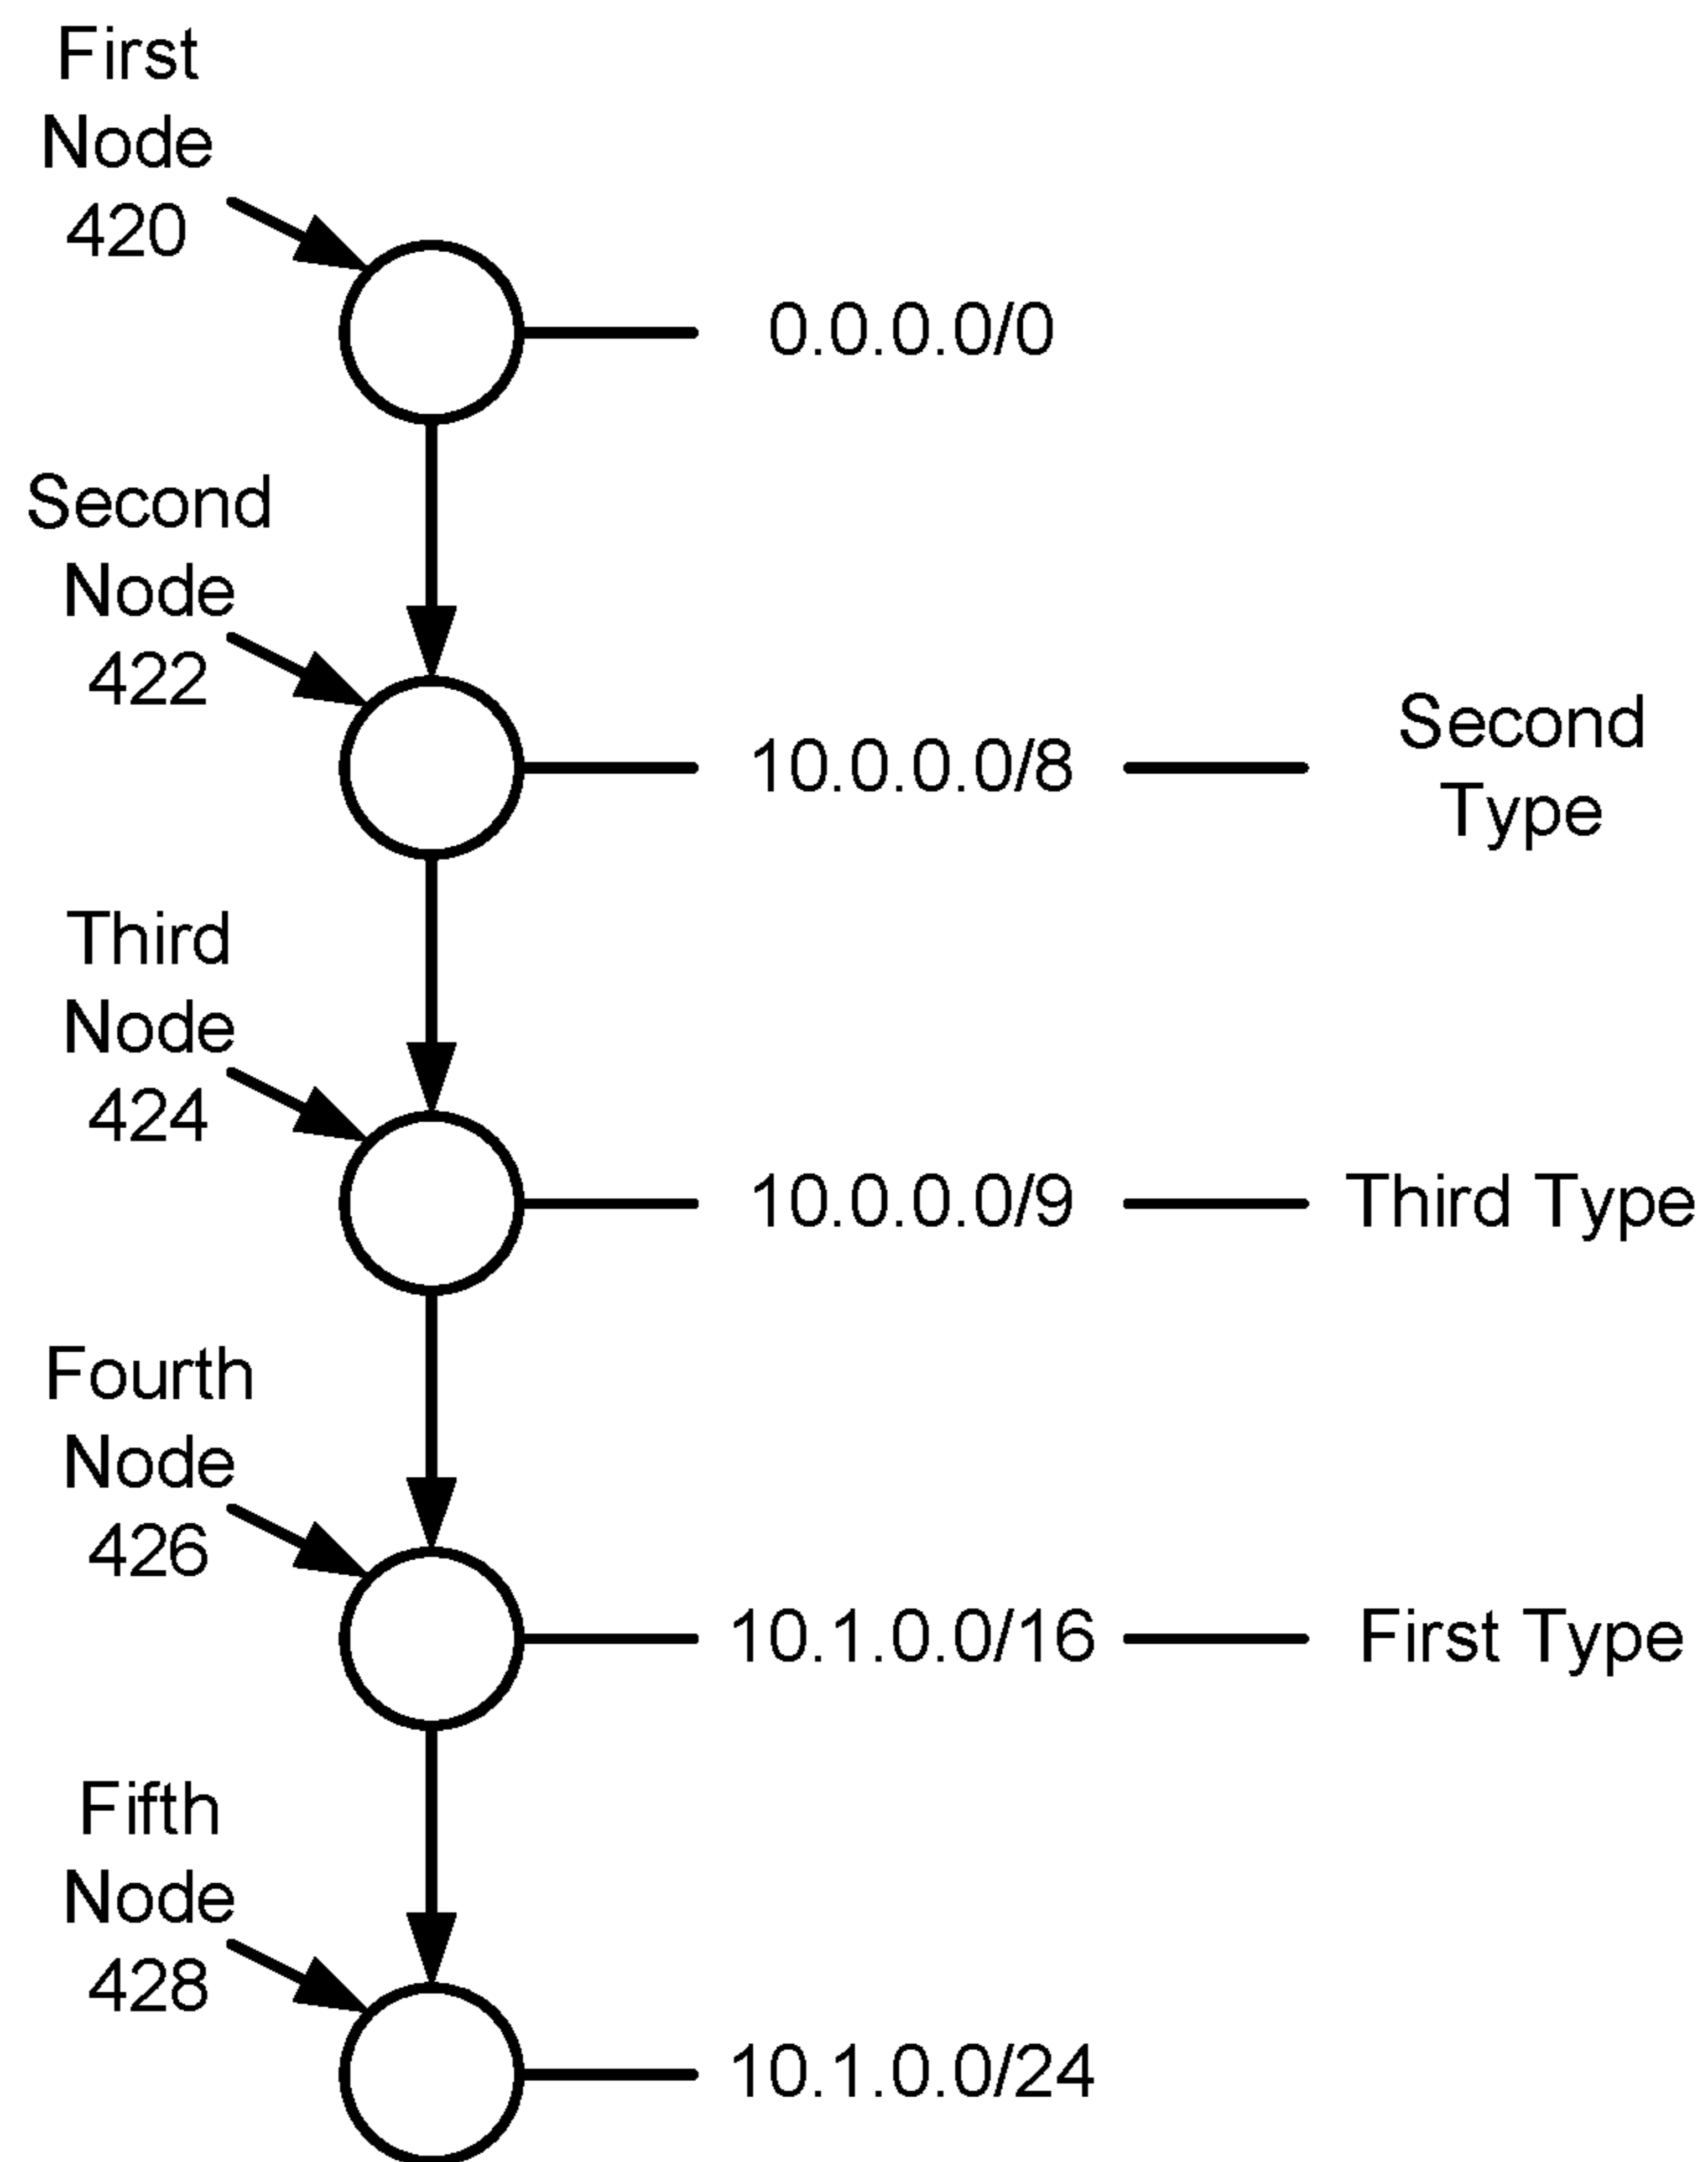 First
Node
420
0.0.0.0/0
Second
Node
422
10.0.0.0/8
Second
Type
Third
Node
424
10.0.0.0/9
Third Type
Fourth
Node
426
10.1.0.0/16
First Type
Fifth
Node
428
10.1.0.0/24